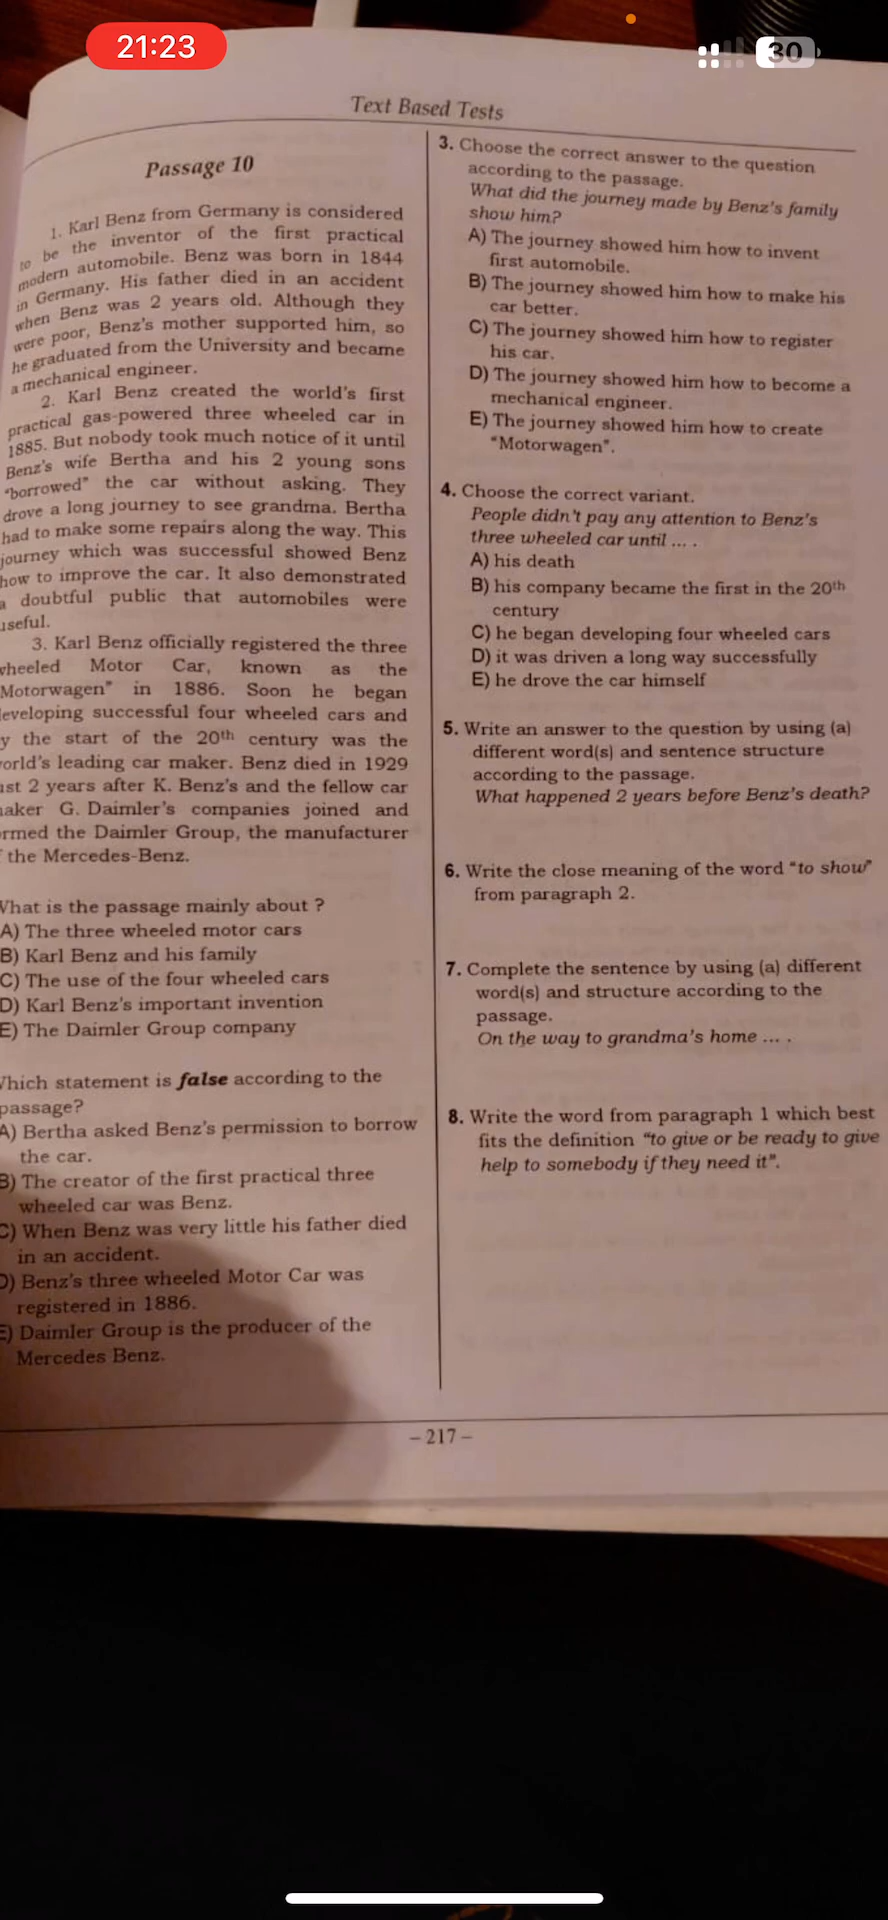 21:23
30
Text Based Tests
Passage 10
1. Karl Benz from Germany is considered
to be the inventor of the first practical
modern automobile. Benz was born in 1844
in Germany. His father died in an accident
when Benz was 2 years old. Although they
were poor, Benz's mother supported him, so
he graduated from the University and became
a mechanical engineer.
2. Karl Benz created the world's first
practical gas-powered three wheeled car in
1885. But nobody took much notice of it until
Benz's wife Bertha and his 2 young sons
"borrowed" the car without asking. They
drove a long journey to see grandma. Bertha
had to make some repairs along the way. This
journey which was successful showed Benz
how to improve the car. It also demonstrated
a doubtful public that automobiles were
useful.
3. Karl Benz officially registered the three
wheeled Motor Car, known as the
Motorwagen" in 1886. Soon he began
developing successful four wheeled cars and
y the start of the 20th century was the
world's leading car maker. Benz died in 1929
ust 2 years after K. Benz's and the fellow car
maker G. Daimler's companies joined and
ormed the Daimler Group, the manufacturer
f the Mercedes-Benz.
What is the passage mainly about ?
A) The three wheeled motor cars
B) Karl Benz and his family
C) The use of the four wheeled cars
D) Karl Benz's important invention
E) The Daimler Group company
Which statement is false according to the
passage?
A) Bertha asked Benz's permission to borrow
the car.
B) The creator of the first practical three
wheeled car was Benz.
C) When Benz was very little his father died
in an accident.
D) Benz's three wheeled Motor Car was
registered in 1886.
E) Daimler Group is the producer of the
Mercedes Benz.
3. Choose the correct answer to the question
according to the passage.
What did the journey made by Benz's family
show him?
A) The journey showed him how to invent
first automobile.
B) The journey showed him how to make his
car better.
C) The journey showed him how to register
his car.
D) The journey showed him how to become a
mechanical engineer.
E) The journey showed him how to create
"Motorwagen".
4. Choose the correct variant.
People didn't pay any attention to Benz's
three wheeled car until ... .
A) his death
B) his company became the first in the 20th
century
C) he began developing four wheeled cars
D) it was driven a long way successfully
E) he drove the car himself
5. Write an answer to the question by using (a)
different word(s) and sentence structure
according to the passage.
What happened 2 years before Benz's death?
6. Write the close meaning of the word "to show"
from paragraph 2.
7. Complete the sentence by using (a) different
word(s) and structure according to the
passage.
On the way to grandma's home ... .
8. Write the word from paragraph 1 which best
fits the definition "to give or be ready to give
help to somebody if they need it".
– 217 –